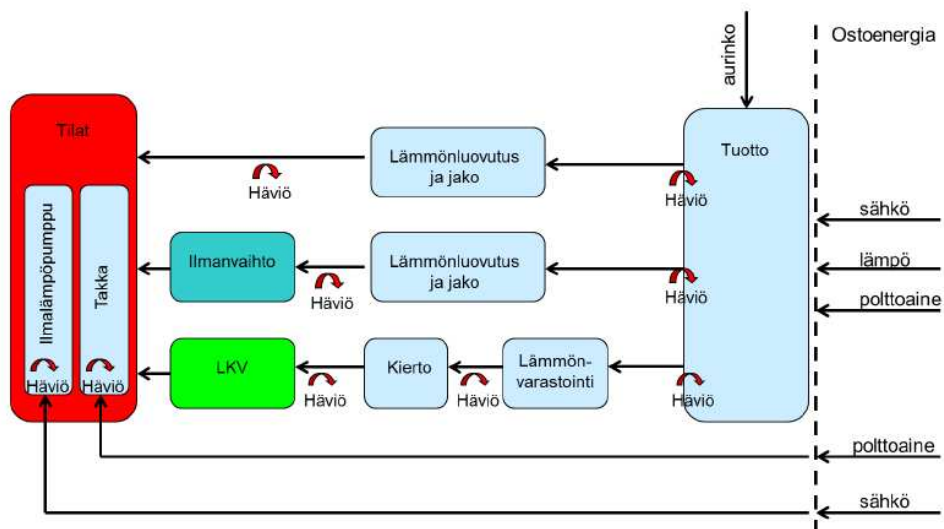 Ostoenergia
aurinko
Tilat
Tuotto
Lämmönluovutus
ja jako
Häviö
Häviö
sähkö
Ilmanvaihto
Lämmönluovutus
ja jako
lämpö
Häviö
Häviö
polttoaine
Ilmalämpöpumppu
Takka
LKV
Kierto
Lämmön-
varastointi
Häviö
Häviö
Häviö
Häviö
Häviö
polttoaine
sähkö